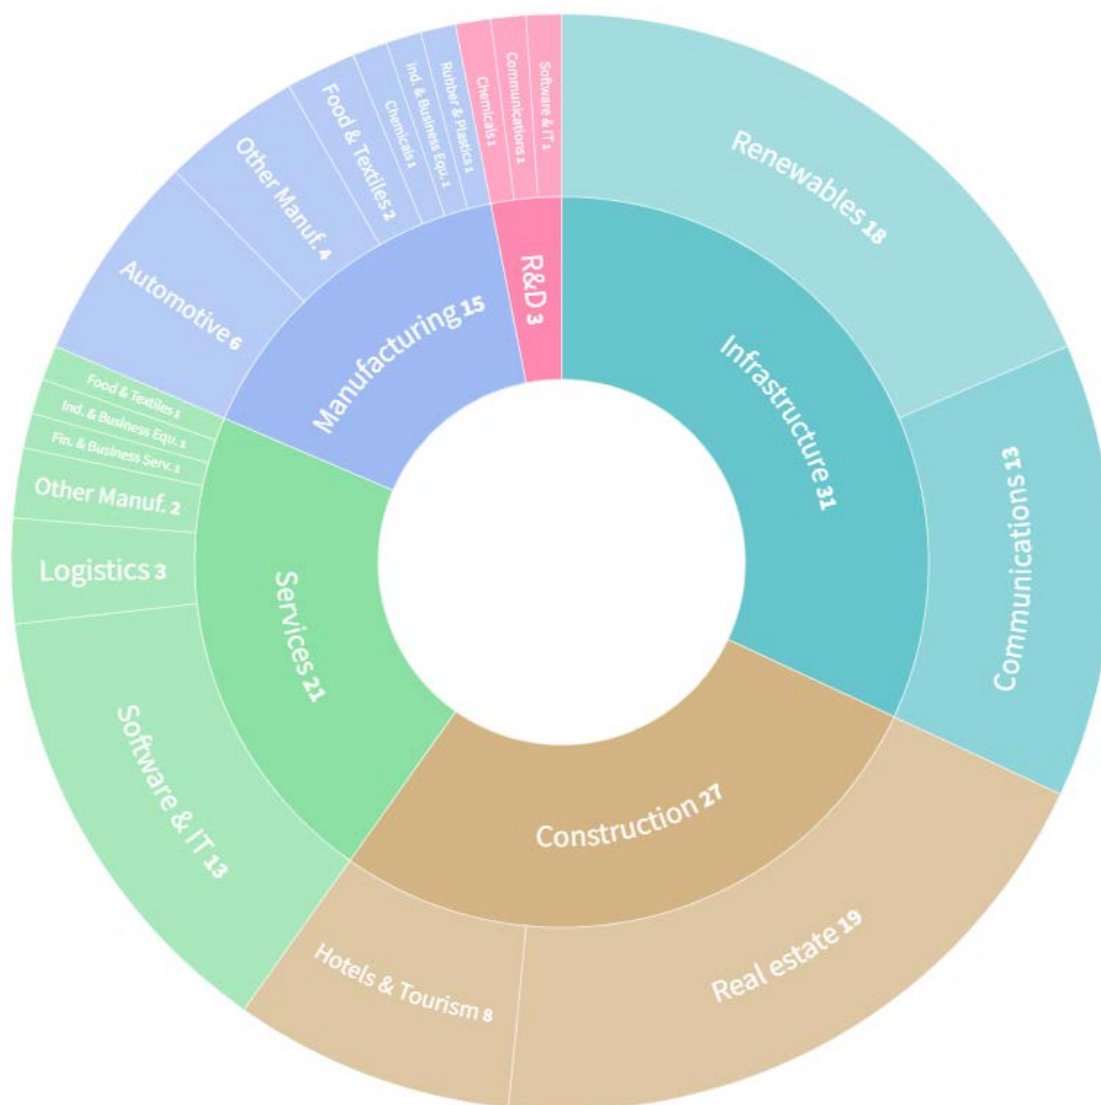 Infrastructure 31
Renewables 18
Communications 13
Construction 27
Real estate 19
Hotels & Tourism 8
Services 21
Software & IT 13
Logistics 3
Other Manuf. 2
Fin. & Business Serv. 1
Ind. & Business Equ. 1
Food & Textiles 1
Manufacturing 15
Automotive 6
Other Manuf. 4
Food & Textiles 2
Chemicals 1
Ind. & Business Equ. 1
Rubber & Plastics 1
R&D 3
Chemicals 1
Communications 1
Software & IT 1